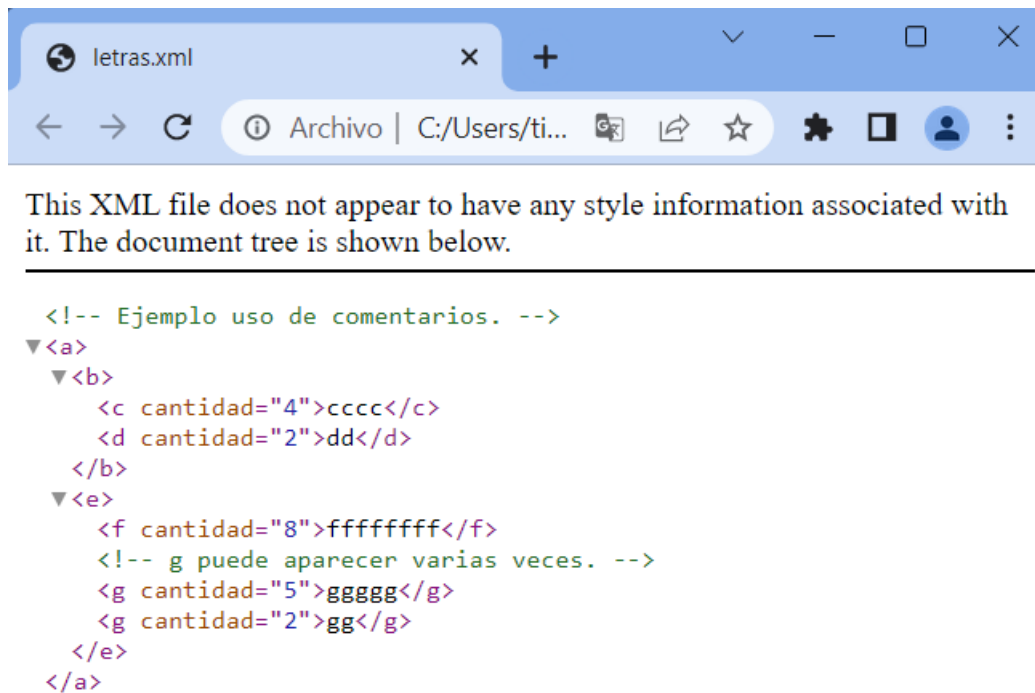 letras.xml
Archivo | C:/Users/ti...
This XML file does not appear to have any style information associated with
it. The document tree is shown below.
<!-- Ejemplo uso de comentarios. -->
▼<a>
▼<b>
<c cantidad="4">cccc</c>
<d cantidad="2">dd</d>
</b>
▼<e>
<f cantidad="8">ffffffff</f>
<!-- g puede aparecer varias veces. -->
<g cantidad="5">ggggg</g>
<g cantidad="2">gg</g>
</e>
</a>